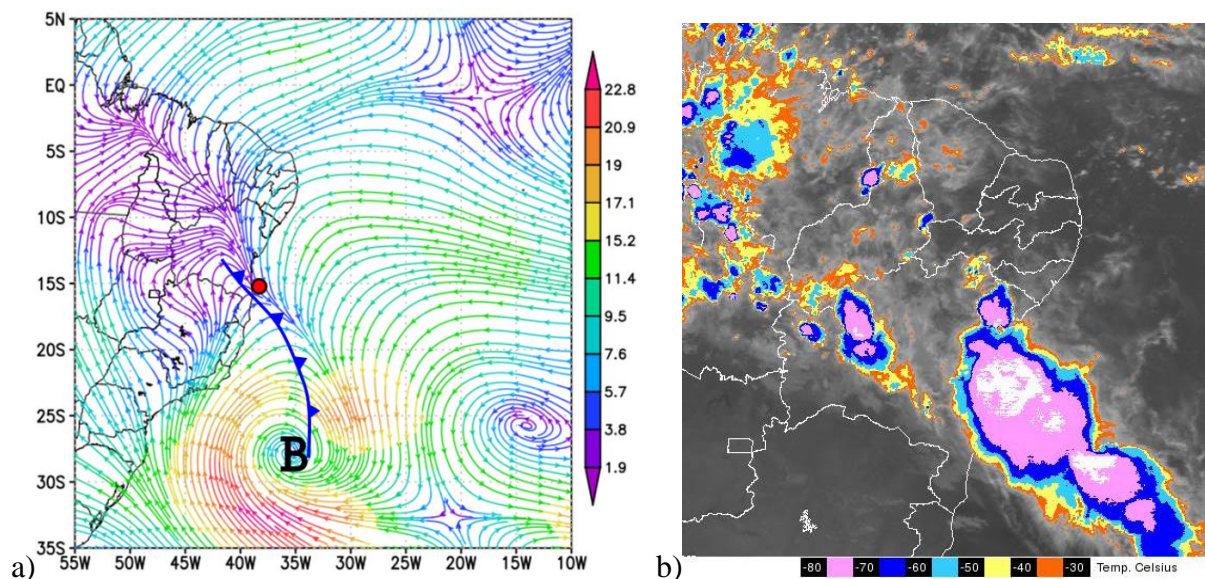 5N
EQ
5S
10S
15S
20S
25S
30S
35S
55W 50W 45W 40W 35W 30W 25W 20W 15W 10W
B
22.8
20.9
19
17.1
15.2
11.4
9.5
7.6
5.7
3.8
1.9
a)
-80 -70 -60 -50 -40 -30 Temp. Celsius
b)